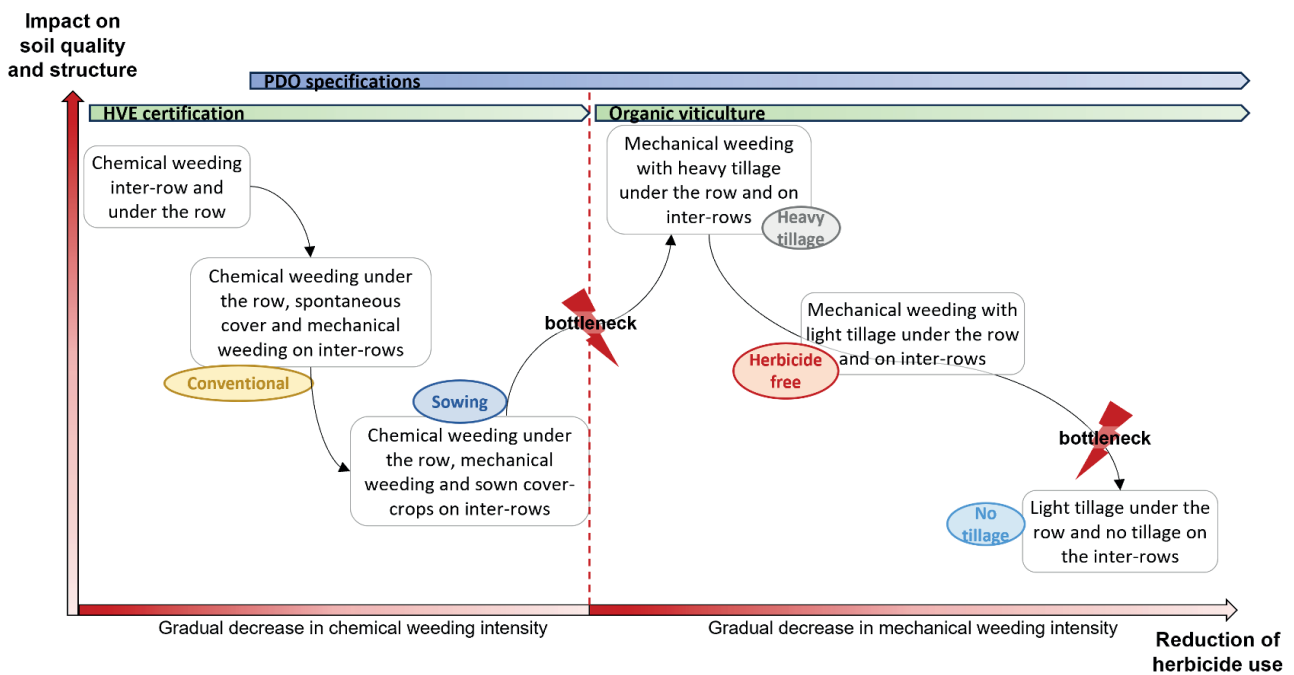 Impact on
soil quality
and structure
PDO specifications
HVE certification
Organic viticulture
Chemical weeding
inter-row and
under the row
Chemical weeding under
the row, spontaneous
cover and mechanical
weeding on inter-rows
Conventional
Sowing
Chemical weeding under
the row, mechanical
weeding and sown cover-
crops on inter-rows
bottleneck
Mechanical weeding
with heavy tillage
under the row and on
inter-rows
Heavy
tillage
Mechanical weeding with
light tillage under the row
and on inter-rows
Herbicide
free
bottleneck
No
tillage
Light tillage under the
row and no tillage on
the inter-rows
Gradual decrease in chemical weeding intensity
Gradual decrease in mechanical weeding intensity
Reduction of
herbicide use